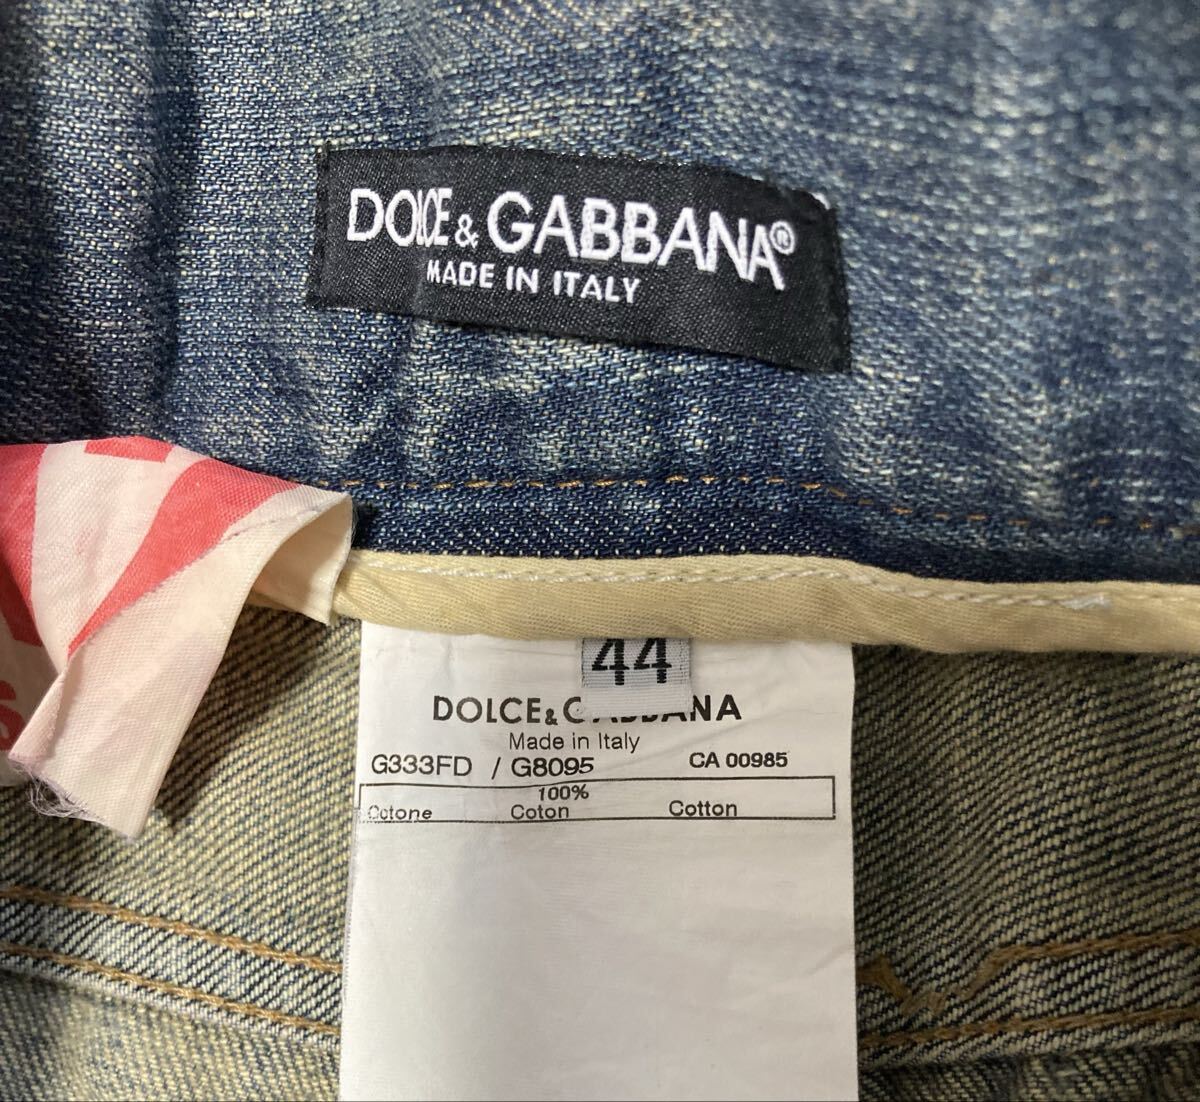 DOLCE & GABBANA®
MADE IN ITALY
44
DOLCE&GABBANA
Made in Italy
G333FD / G8095 CA 00985
100%
Cotone Coton Cotton